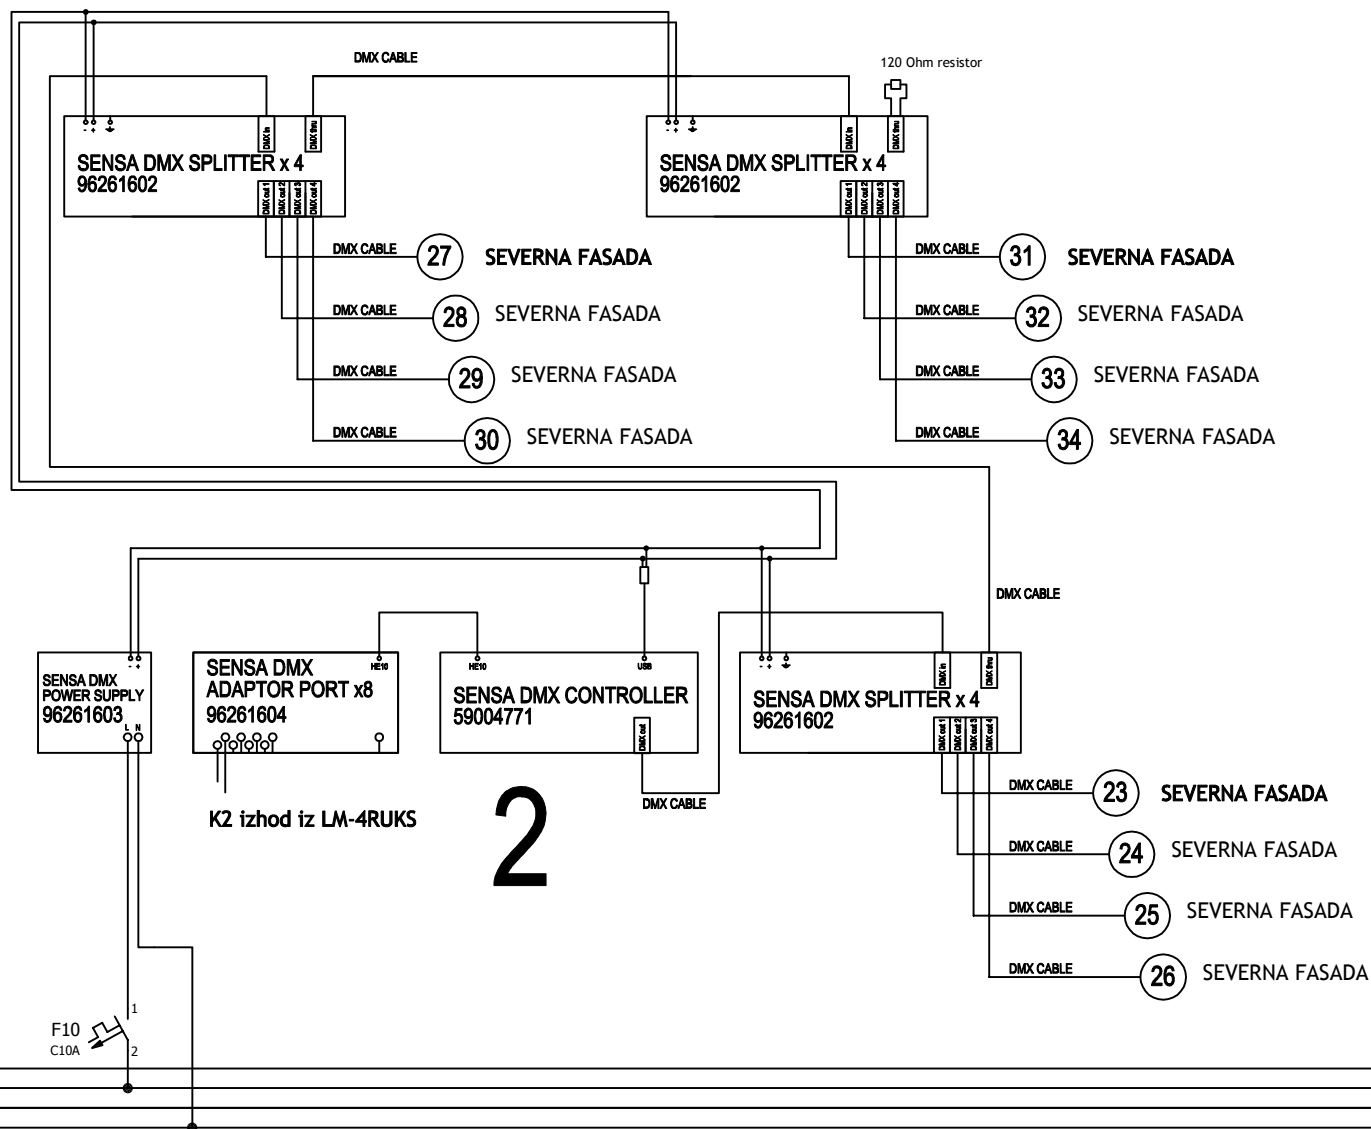 DMX CABLE
120 Ohm resistor
- +
DMX in
DMX thru
SENSA DMX SPLITTER x 4
96261602
DMX out 1
DMX out 2
DMX out 3
DMX out 4
- +
DMX in
DMX thru
SENSA DMX SPLITTER x 4
96261602
DMX out 1
DMX out 2
DMX out 3
DMX out 4
DMX CABLE 27 SEVERNA FASADA
DMX CABLE 28 SEVERNA FASADA
DMX CABLE 29 SEVERNA FASADA
DMX CABLE 30 SEVERNA FASADA
DMX CABLE 31 SEVERNA FASADA
DMX CABLE 32 SEVERNA FASADA
DMX CABLE 33 SEVERNA FASADA
DMX CABLE 34 SEVERNA FASADA
DMX CABLE
- +
SENSA DMX
POWER SUPPLY
96261603
L N
SENSA DMX
ADAPTOR PORT x8
96261604
HE10
K2 izhod iz LM-4RUKS
HE10
USB
SENSA DMX CONTROLLER
59004771
DMX out
DMX CABLE
2
- +
DMX in
DMX thru
SENSA DMX SPLITTER x 4
96261602
DMX out 1
DMX out 2
DMX out 3
DMX out 4
DMX CABLE 23 SEVERNA FASADA
DMX CABLE 24 SEVERNA FASADA
DMX CABLE 25 SEVERNA FASADA
DMX CABLE 26 SEVERNA FASADA
1
F10
C10A
2